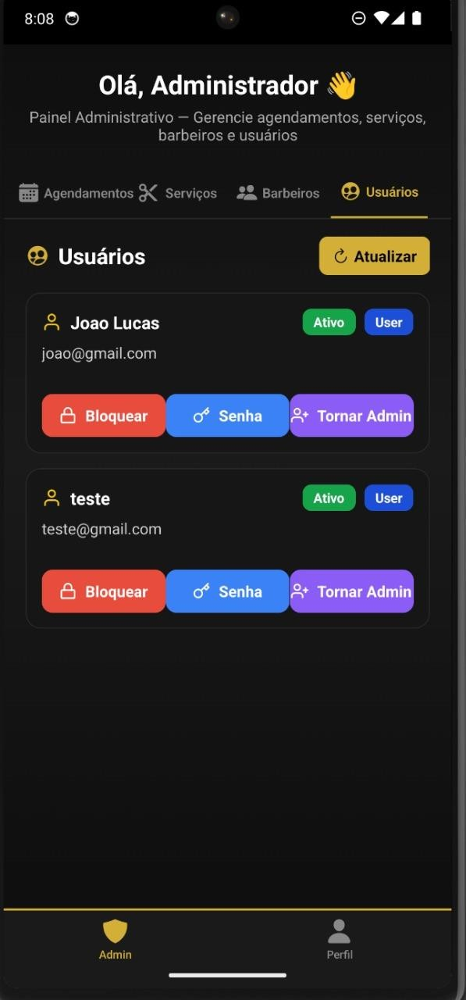 8:08
Olá, Administrador 👋
Painel Administrativo — Gerencie agendamentos, serviços,
barbeiros e usuários
Agendamentos Serviços Barbeiros Usuários
Usuários Atualizar
Joao Lucas Ativo User
joao@gmail.com
Bloquear Senha Tornar Admin
teste Ativo User
teste@gmail.com
Bloquear Senha Tornar Admin
Admin Perfil